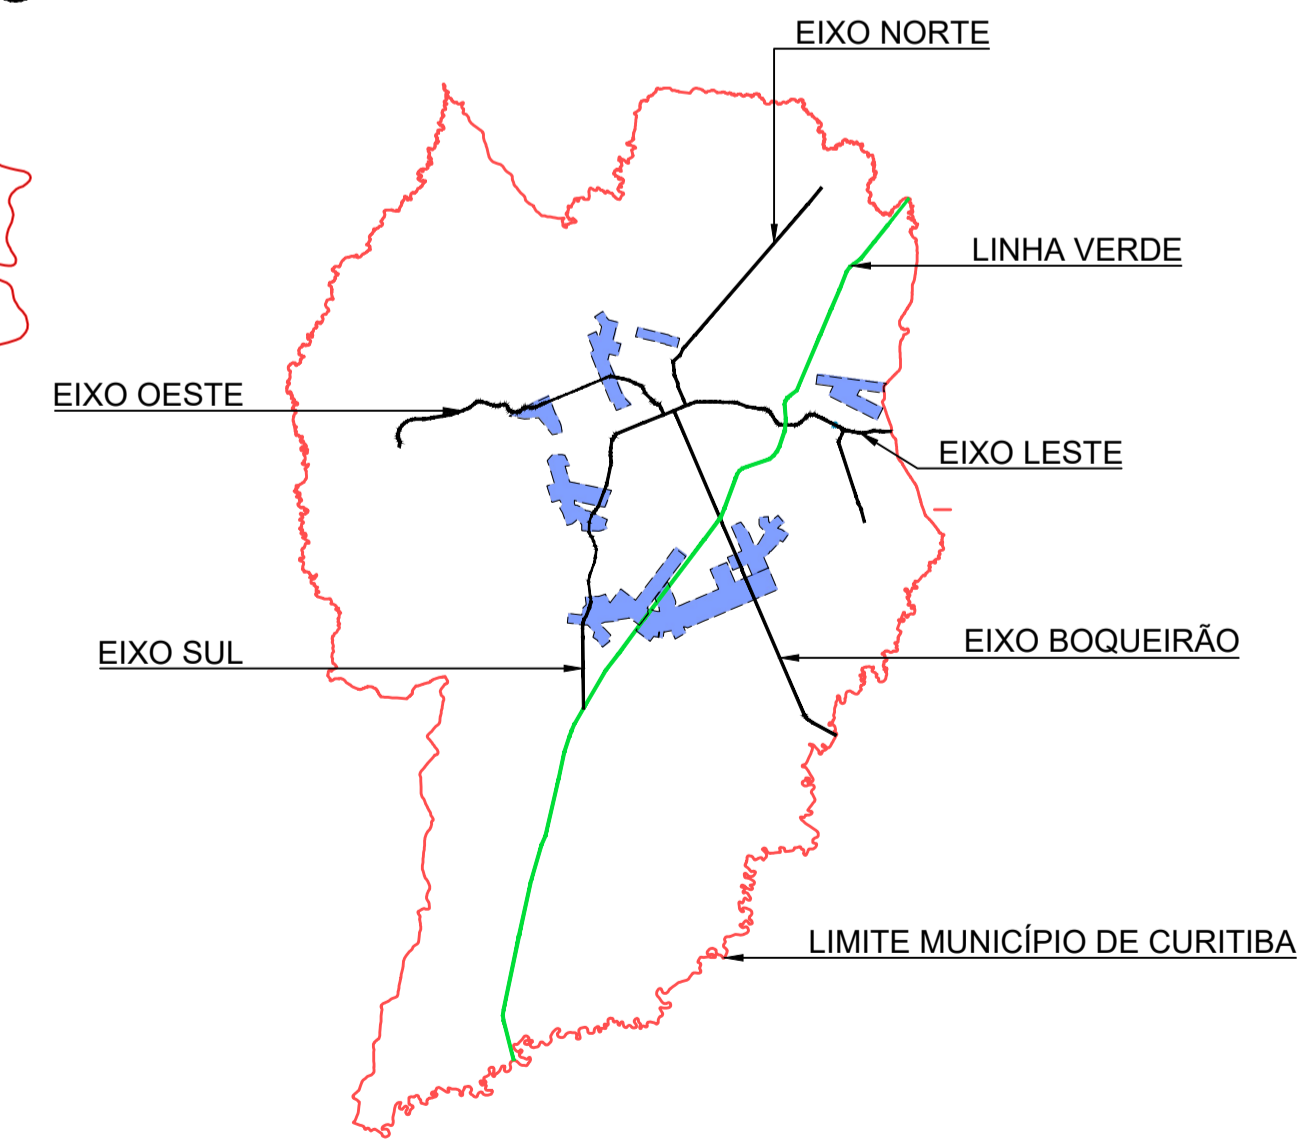 EIXO NORTE
LINHA VERDE
EIXO OESTE
EIXO LESTE
EIXO SUL
EIXO BOQUEIRÃO
LIMITE MUNICÍPIO DE CURITIBA